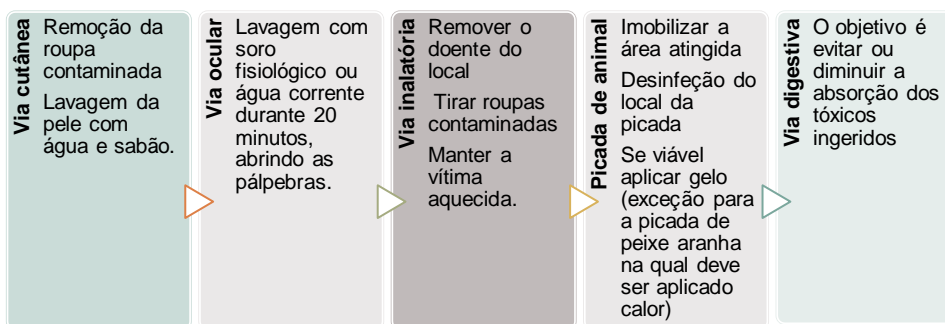 Via cutânea
Remoção da
roupa
contaminada
Lavagem da
pele com
água e sabão.
Via ocular
Lavagem com
soro
fisiológico ou
água corrente
durante 20
minutos,
abrindo as
pálpebras.
Via inalatória
Remover o
doente do
local
Tirar roupas
contaminadas
Manter a
vítima
aquecida.
Picada de animal
Imobilizar a
área atingida
Desinfeção do
local da
picada
Se viável
aplicar gelo
(exceção para
a picada de
peixe aranha
na qual deve
ser aplicado
calor)
Via digestiva
O objetivo é
evitar ou
diminuir a
absorção dos
tóxicos
ingeridos